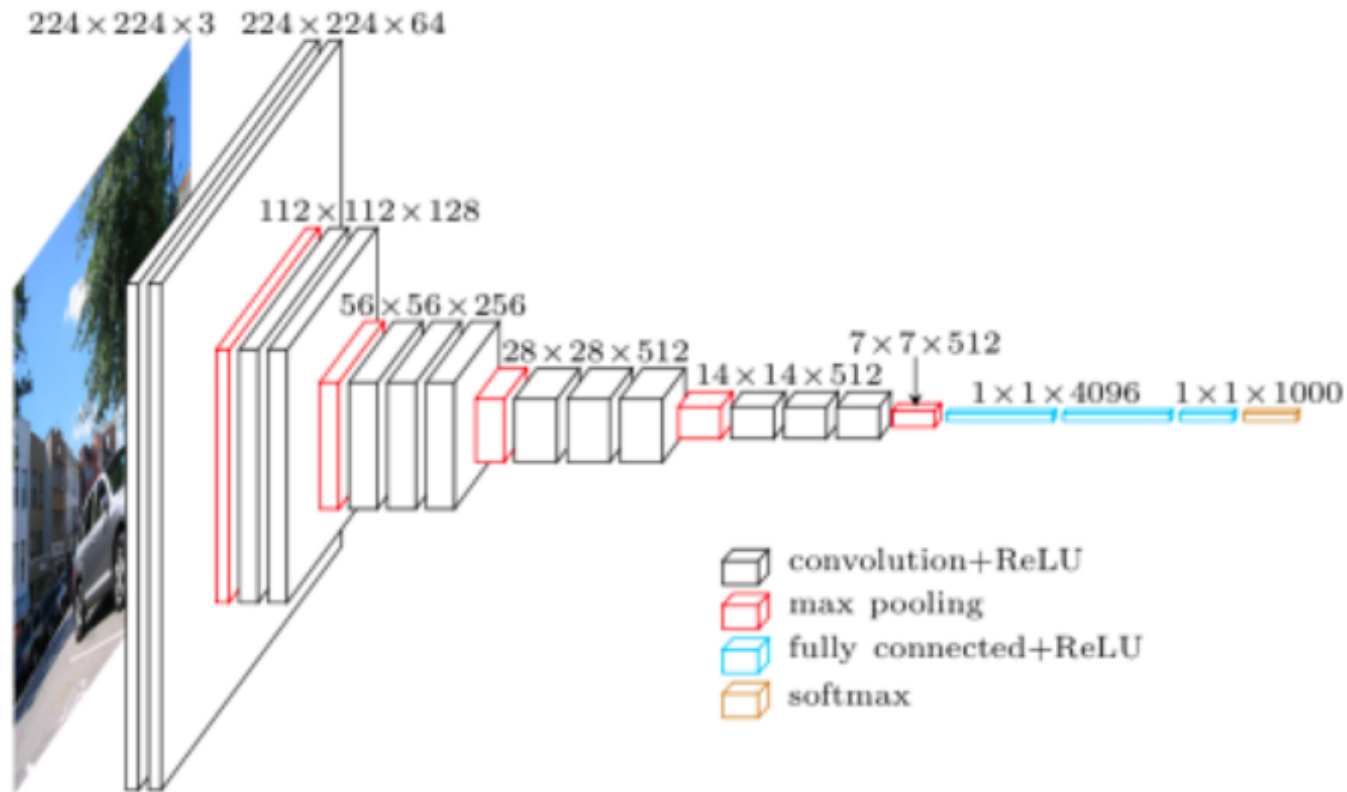 224×224×3
224×224×64
112×112×128
56×56×256
28×28×512
14×14×512
7×7×512
1×1×4096
1×1×1000
convolution+ReLU
max pooling
fully connected+ReLU
softmax